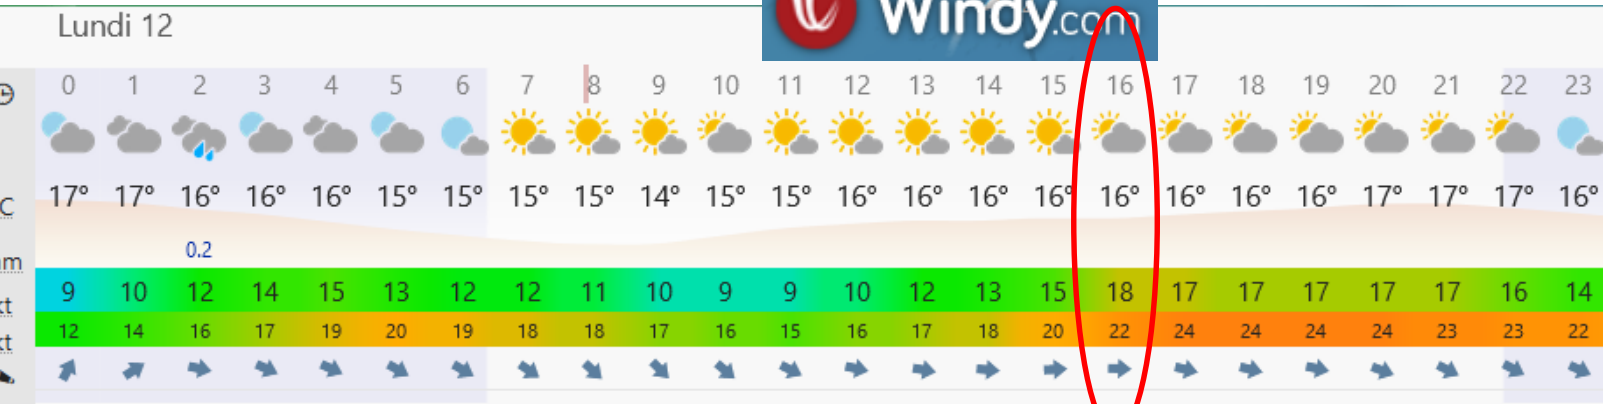 Windy.com
Lundi 12
0 1 2 3 4 5 6 7 8 9 10 11 12 13 14 15 16 17 18 19 20 21 22 23
C 17° 17° 16° 16° 16° 15° 15° 15° 15° 14° 15° 15° 16° 16° 16° 16° 16° 16° 16° 16° 17° 17° 17° 16°
m 0.2
kt 9 10 12 14 15 13 12 12 11 10 9 9 10 12 13 15 18 17 17 17 17 17 16 14
kt 12 14 16 17 19 20 19 18 18 17 16 15 16 17 18 20 22 24 24 24 24 23 23 22